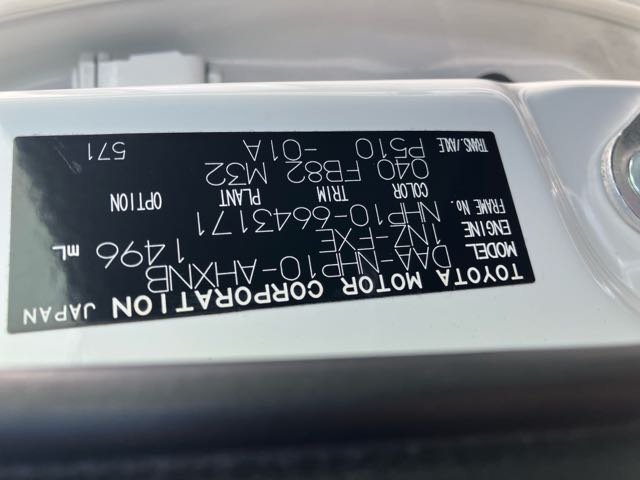 TOYOTA MOTOR CORPORATION JAPAN
MODEL DAA-NHP10-AHXNB
ENGINE 1NZ-FXE 1496 mL
FRAME No. NHP10-6643171
COLOR TRIM PLANT OPTION
040 FB82 M32
TRANS./AXLE P510 -01A 571